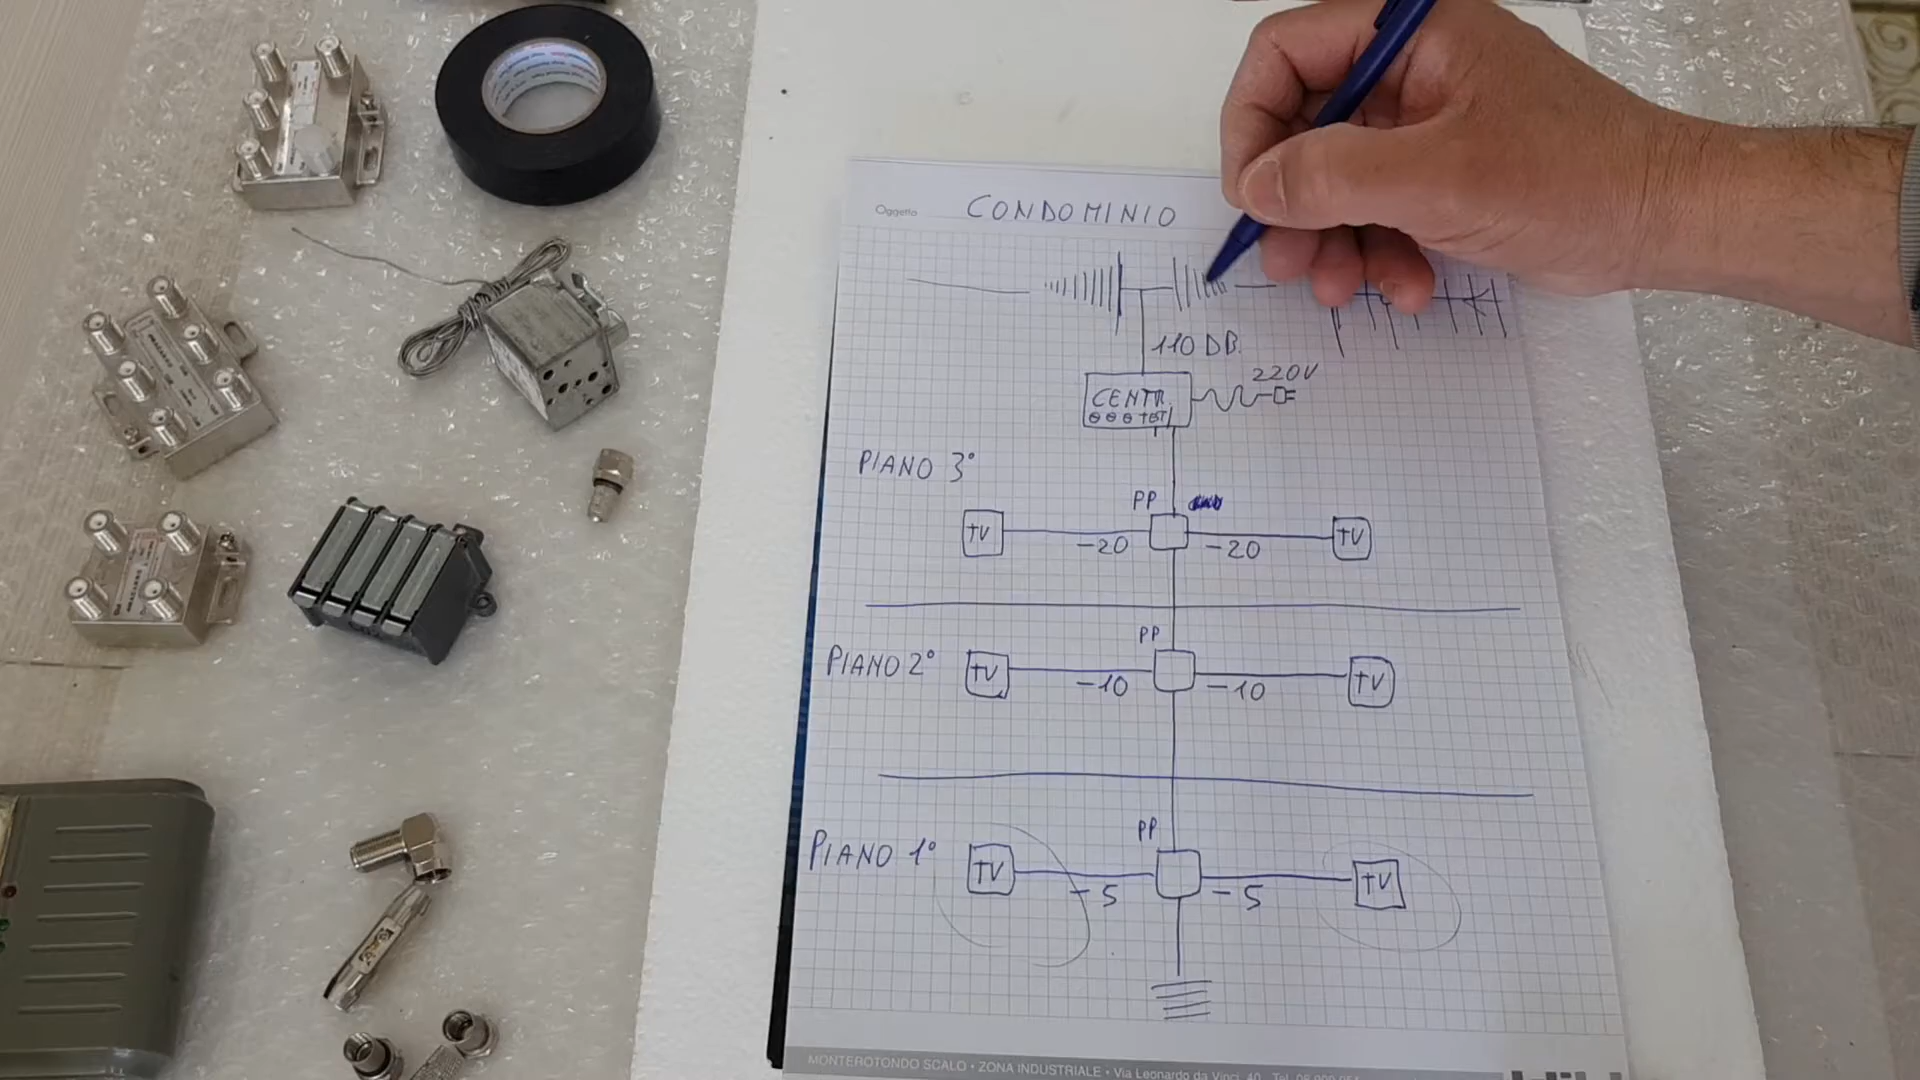 Oggetto CONDOMINIO
110 DB
220V
CENTR.
TST
PIANO 3°
PP
TV -20 -20 TV
PP
PIANO 2° TV -10 -10 TV
PP
PIANO 1° TV -5 -5 TV
MONTEROTONDO SCALO • ZONA INDUSTRIALE • Via Leonardo da Vinci, 40